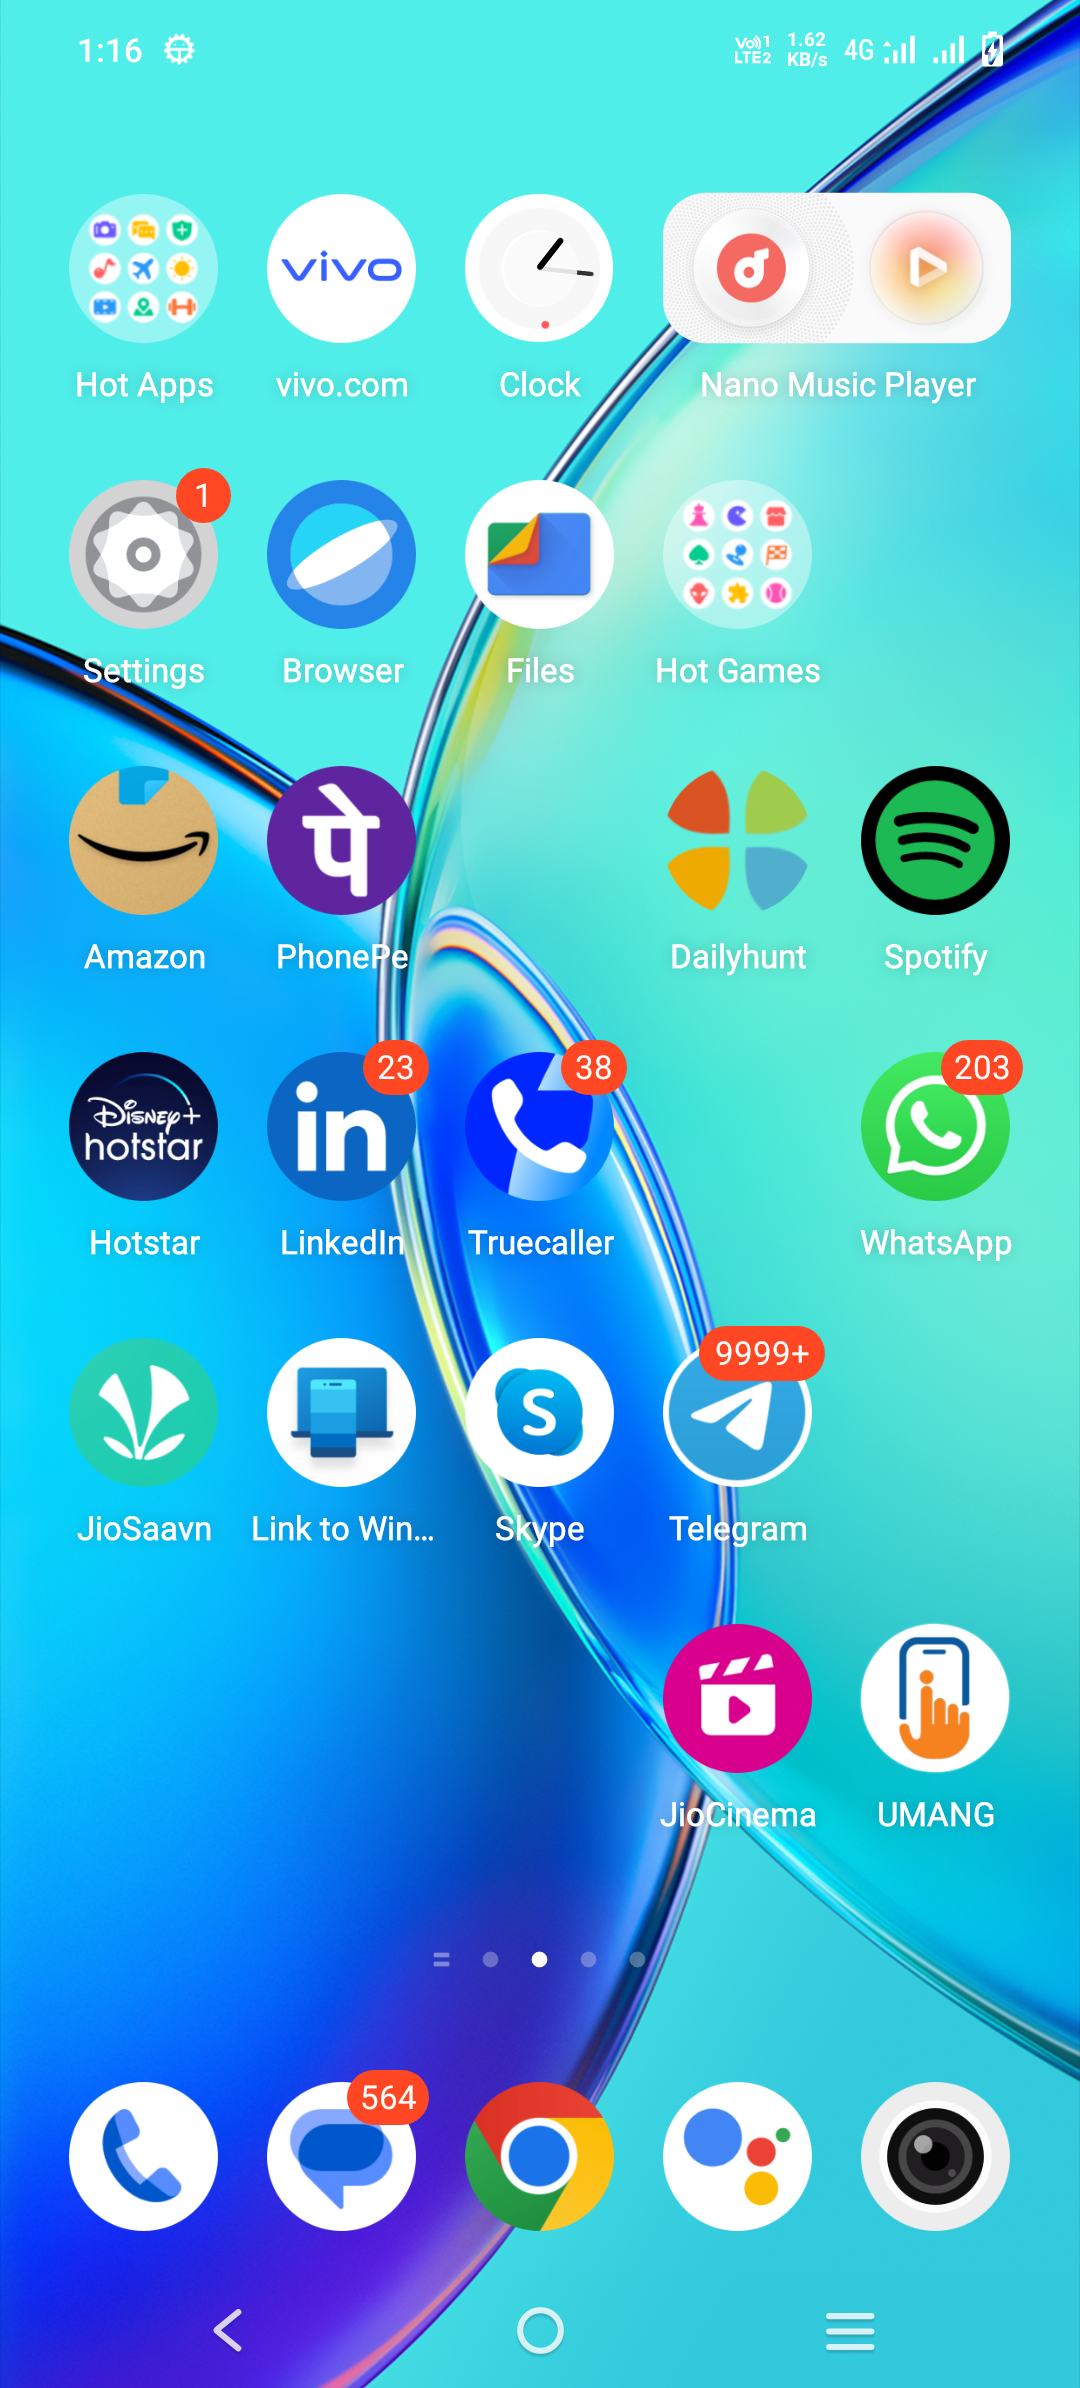 1:16 Vo)) 1 LTE2 1.62 KB/s 4G
vivo
Hot Apps vivo.com Clock Nano Music Player
1
Settings Browser Files Hot Games
पे
Amazon PhonePe Dailyhunt Spotify
23 38 203
Disney+ hotstar in
Hotstar LinkedIn Truecaller WhatsApp
9999+
S
JioSaavn Link to Win... Skype Telegram
JioCinema UMANG
564